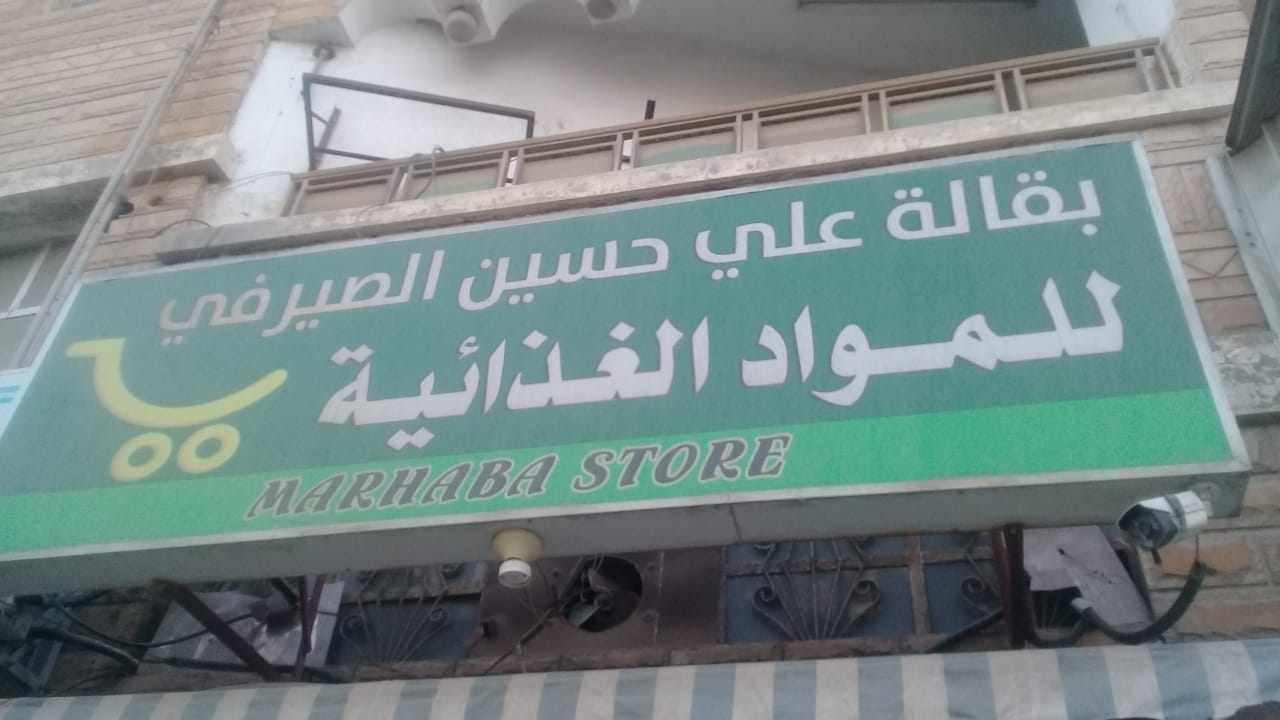 بقالة علي حسين الصيرفي
للمواد الغذائية
MARHABA STORE